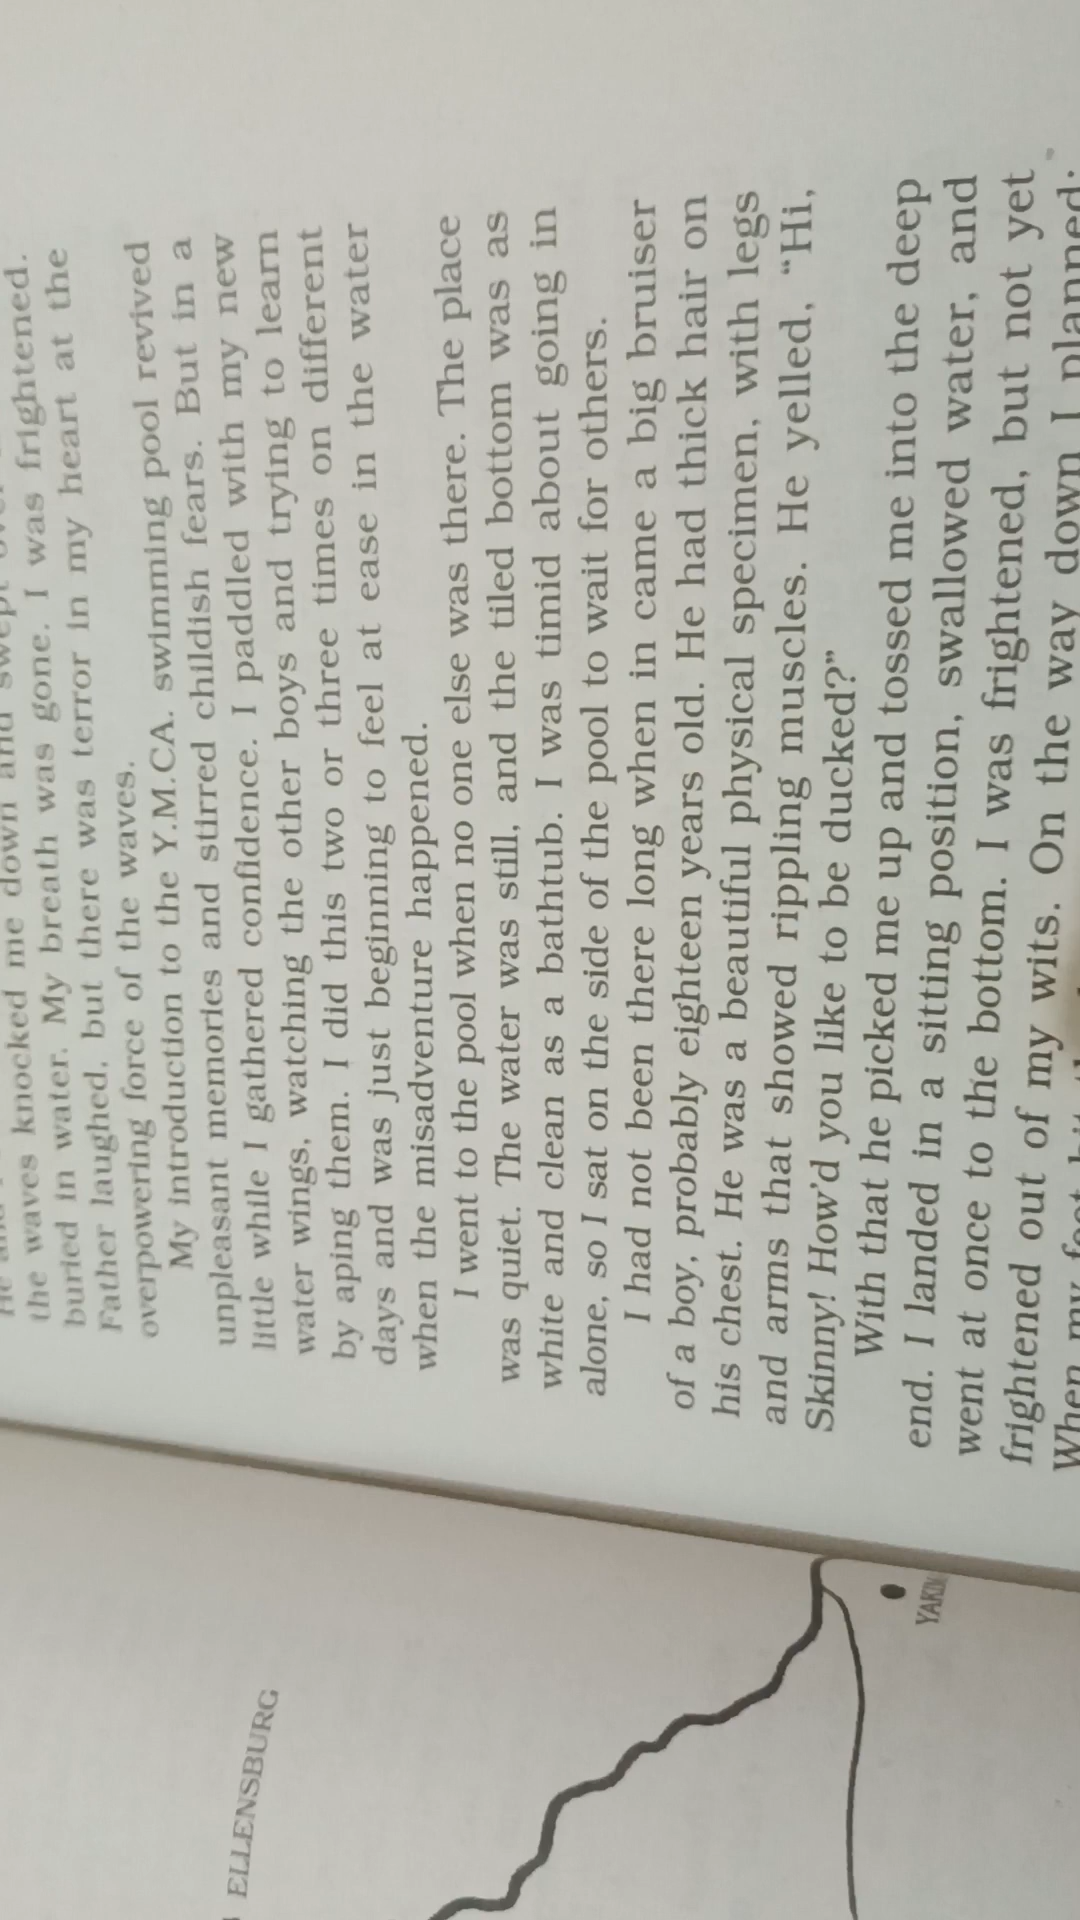 the waves knocked me down and swept
buried in water. My breath was gone. I was frightened.
Father laughed, but there was terror in my heart at the
overpowering force of the waves.
My introduction to the Y.M.CA. swimming pool revived
unpleasant memories and stirred childish fears. But in a
little while I gathered confidence. I paddled with my new
water wings, watching the other boys and trying to learn
by aping them. I did this two or three times on different
days and was just beginning to feel at ease in the water
when the misadventure happened.
I went to the pool when no one else was there. The place
was quiet. The water was still, and the tiled bottom was as
white and clean as a bathtub. I was timid about going in
alone, so I sat on the side of the pool to wait for others.
I had not been there long when in came a big bruiser
of a boy, probably eighteen years old. He had thick hair on
his chest. He was a beautiful physical specimen, with legs
and arms that showed rippling muscles. He yelled, “Hi,
Skinny! How’d you like to be ducked?”
With that he picked me up and tossed me into the deep
end. I landed in a sitting position, swallowed water, and
went at once to the bottom. I was frightened, but not yet
frightened out of my wits. On the way down I planned:
When my feet hit
ELLENSBURG